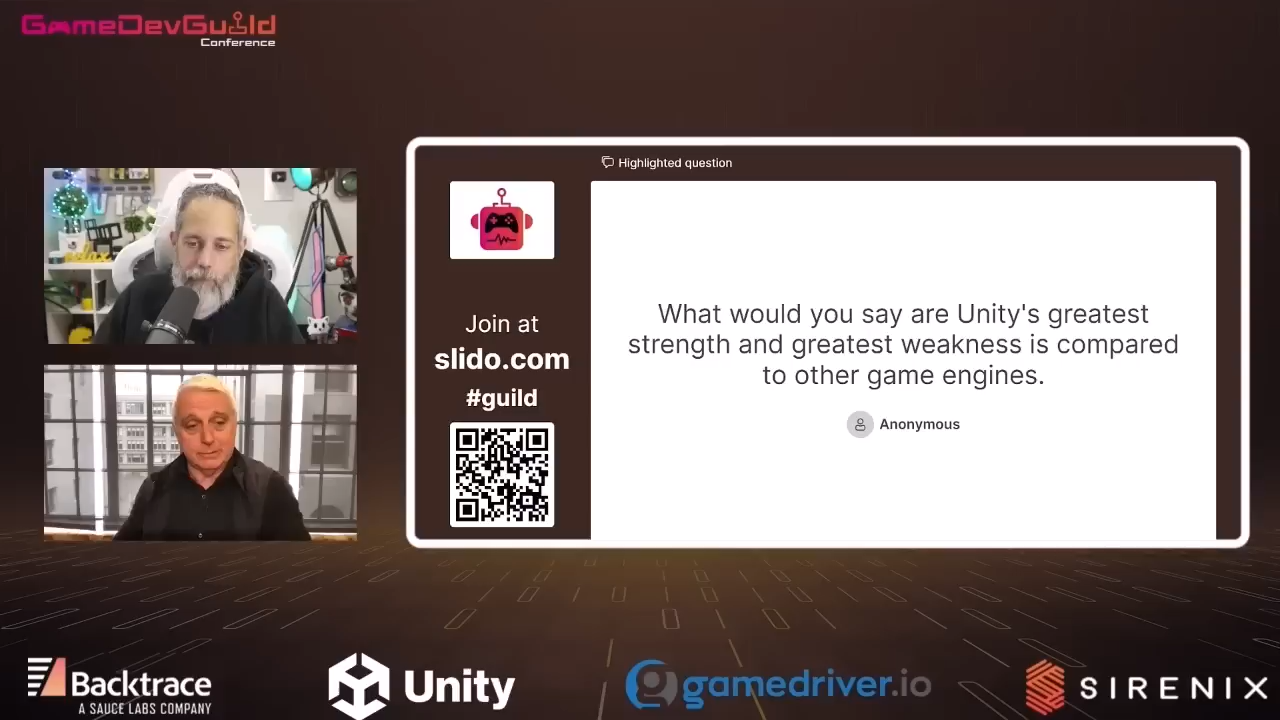 GameDevGuild
Conference
Highlighted question
Join at
slido.com
#guild
What would you say are Unity's greatest
strength and greatest weakness is compared
to other game engines.
Anonymous
Backtrace
A SAUCE LABS COMPANY
Unity
gamedriver.io
SIRENIX